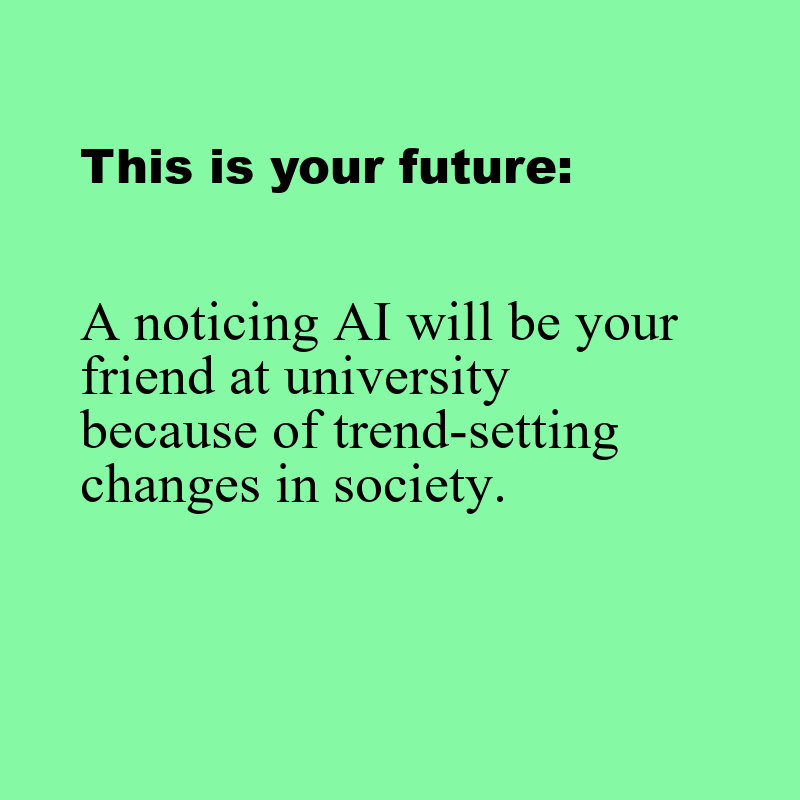 This is your future:
A noticing AI will be your
friend at university
because of trend-setting
changes in society.